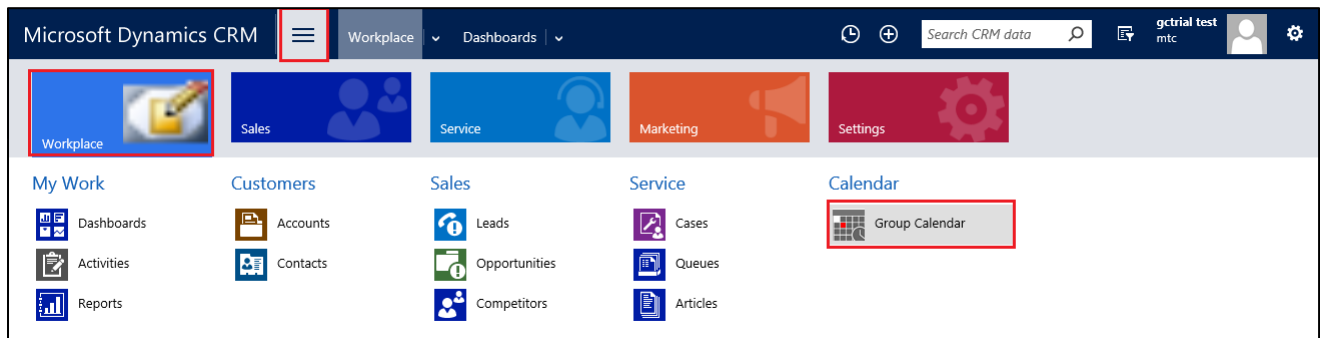 Microsoft Dynamics CRM Workplace Dashboards Search CRM data gctrial test
mtc
Workplace Sales Service Marketing Settings
My Work Customers Sales Service Calendar
Dashboards Accounts Leads Cases Group Calendar
Activities Contacts Opportunities Queues
Reports Competitors Articles